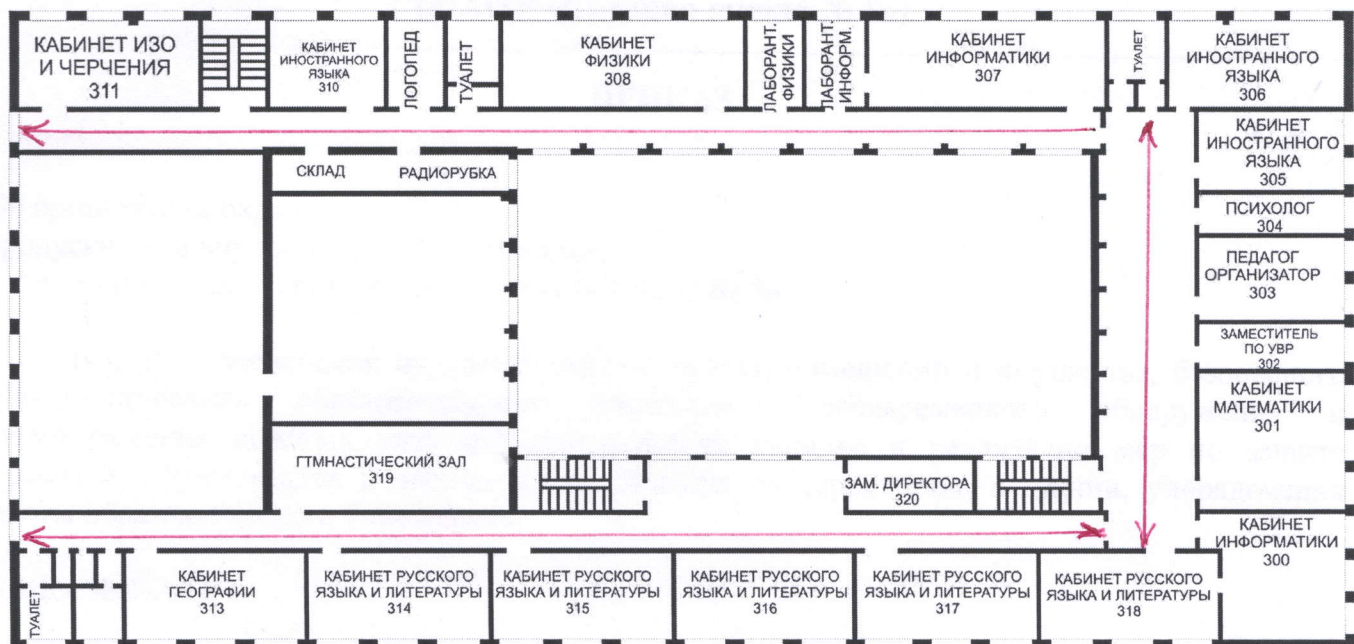 КАБИНЕТ ИЗО
И ЧЕРЧЕНИЯ
311
КАБИНЕТ
ИНОСТРАННОГО
ЯЗЫКА
310
ЛОГОПЕД
ТУАЛЕТ
КАБИНЕТ
ФИЗИКИ
308
ЛАБОРАНТ.
ФИЗИКИ
ЛАБОРАНТ.
ИНФОРМ.
КАБИНЕТ
ИНФОРМАТИКИ
307
ТУАЛЕТ
КАБИНЕТ
ИНОСТРАННОГО
ЯЗЫКА
306
КАБИНЕТ
ИНОСТРАННОГО
ЯЗЫКА
305
СКЛАД
РАДИОРУБКА
ПСИХОЛОГ
304
ПЕДАГОГ
ОРГАНИЗАТОР
303
ЗАМЕСТИТЕЛЬ
ПО УВР
302
КАБИНЕТ
МАТЕМАТИКИ
301
ГТМНАСТИЧЕСКИЙ ЗАЛ
319
ЗАМ. ДИРЕКТОРА
320
КАБИНЕТ
ИНФОРМАТИКИ
300
ТУАЛЕТ
КАБИНЕТ
ГЕОГРАФИИ
313
КАБИНЕТ РУССКОГО
ЯЗЫКА И ЛИТЕРАТУРЫ
314
КАБИНЕТ РУССКОГО
ЯЗЫКА И ЛИТЕРАТУРЫ
315
КАБИНЕТ РУССКОГО
ЯЗЫКА И ЛИТЕРАТУРЫ
316
КАБИНЕТ РУССКОГО
ЯЗЫКА И ЛИТЕРАТУРЫ
317
КАБИНЕТ РУССКОГО
ЯЗЫКА И ЛИТЕРАТУРЫ
318